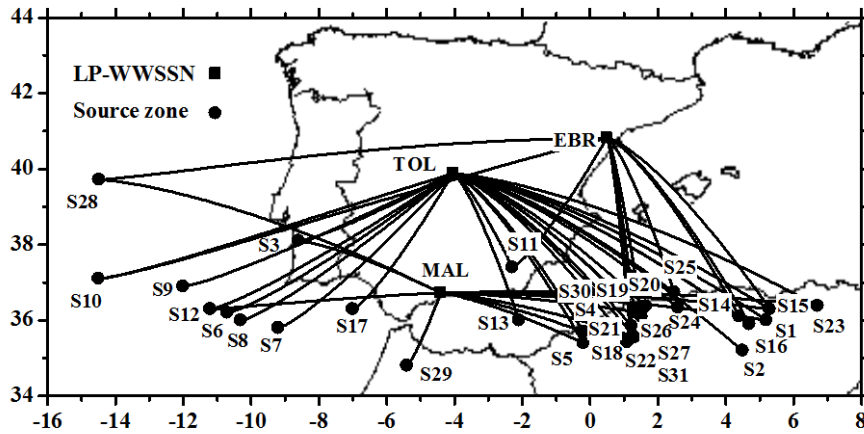 44
42
40
38
36
34
LP-WWSSN
Source zone
EBR
TOL
S28
S3
S11
MAL
S25
S10
S9
S30
S19
S20
S12
S6
S8
S7
S17
S13
S4
S21
S14
S15
S5
S18
S26
S24
S1
S23
S22
S27
S16
S2
S29
S31
-16
-14
-12
-10
-8
-6
-4
-2
0
2
4
6
8